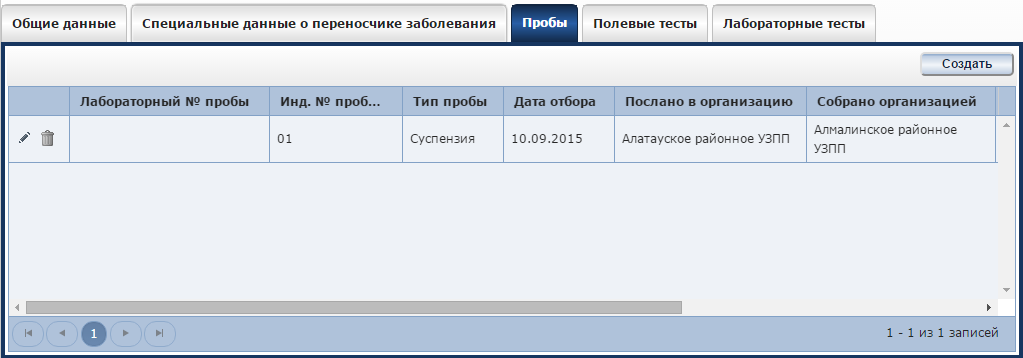 Общие данные
Специальные данные о переносчике заболевания
Пробы
Полевые тесты
Лабораторные тесты
Создать
Лабораторный № пробы
Инд. № проб...
Тип пробы
Дата отбора
Послано в организацию
Собрано организацией
01
Суспензия
10.09.2015
Алатауское районное УЗПП
Алмалинское районное
УЗПП
1
1 - 1 из 1 записей